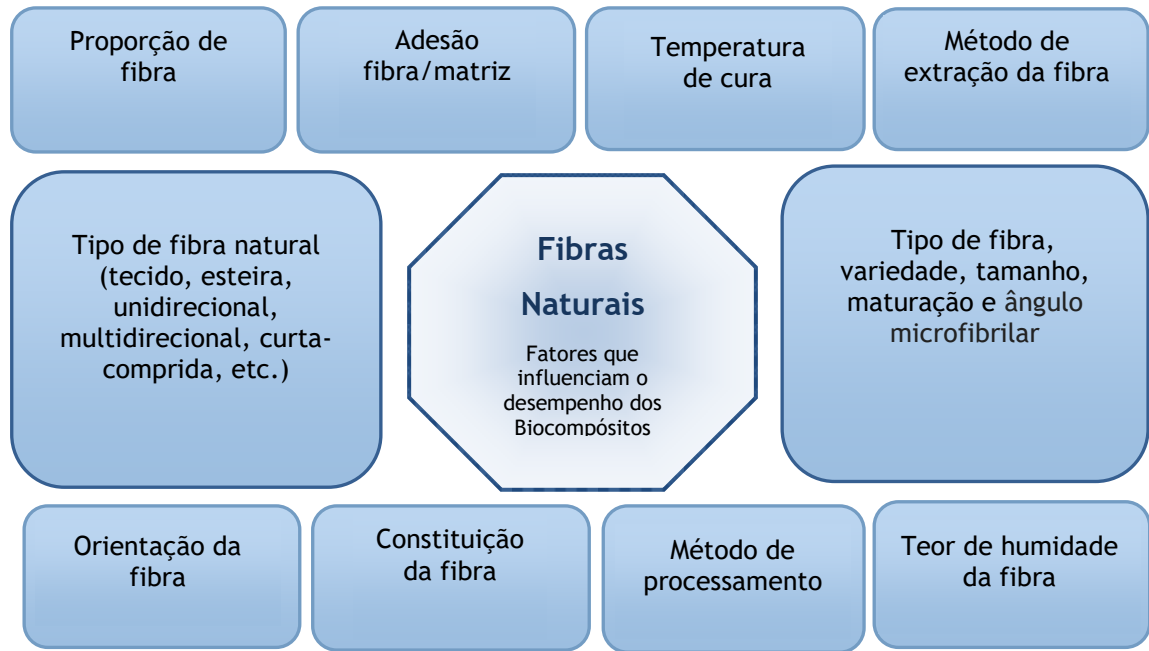 Proporção de
fibra
Adesão
fibra/matriz
Temperatura
de cura
Método de
extração da fibra
Tipo de fibra natural
(tecido, esteira,
unidirecional,
multidirecional, curta-
comprida, etc.)
Fibras
Naturais
Fatores que
influenciam o
desempenho dos
Biocompósitos
Tipo de fibra,
variedade, tamanho,
maturação e ângulo
microfibrilar
Orientação da
fibra
Constituição
da fibra
Método de
processamento
Teor de humidade
da fibra